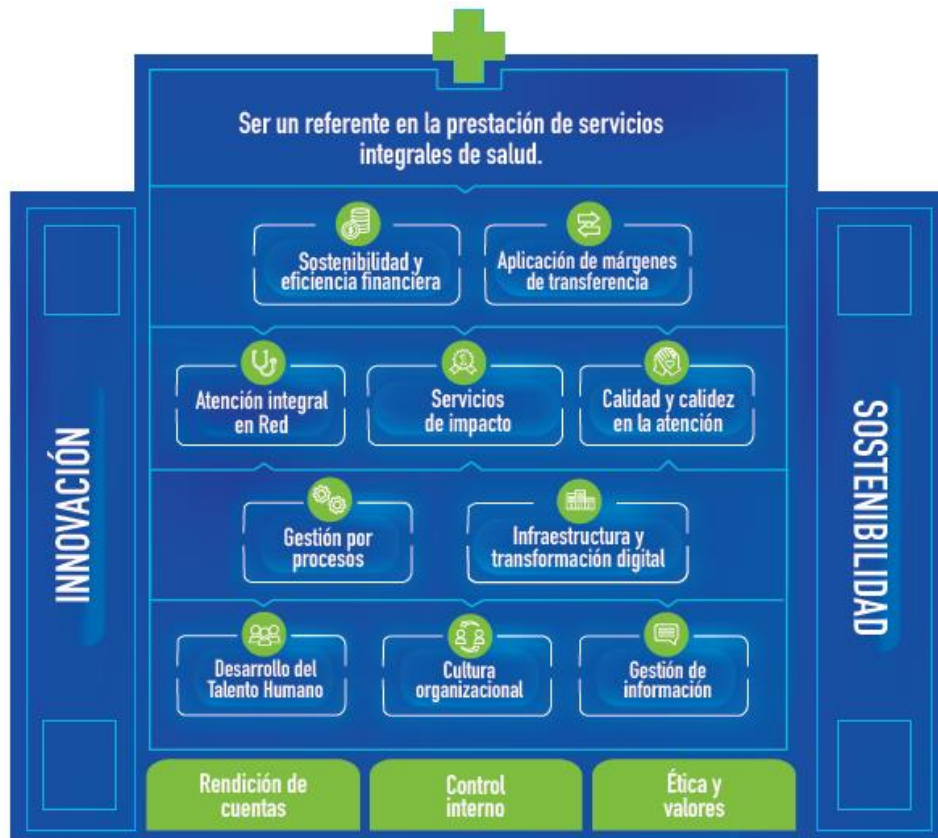 Ser un referente en la prestación de servicios
integrales de salud.
Sostenibilidad y
eficiencia financiera
Aplicación de márgenes
de transferencia
Atención integral
en Red
Servicios
de impacto
Calidad y calidez
en la atención
Gestión por
procesos
Infraestructura y
transformación digital
Desarrollo del
Talento Humano
Cultura
organizacional
Gestión de
información
INNOVACIÓN
SOSTENIBILIDAD
Rendición de
cuentas
Control
interno
Ética y
valores